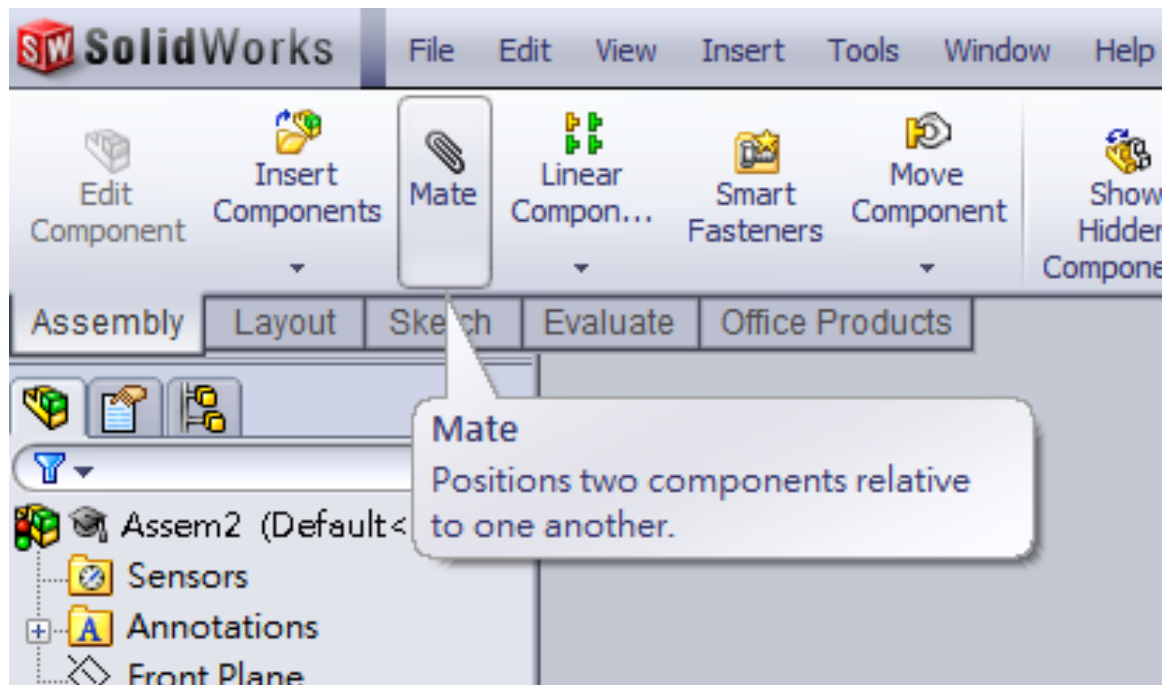 SW SolidWorks File Edit View Insert Tools Window Help
Edit Component
Insert Components
Mate
Linear Compon...
Smart Fasteners
Move Component
Show Hidden Compone
Assembly Layout Sketch Evaluate Office Products
Mate
Positions two components relative
to one another.
Assem2 (Default<
Sensors
A Annotations
Front Plane